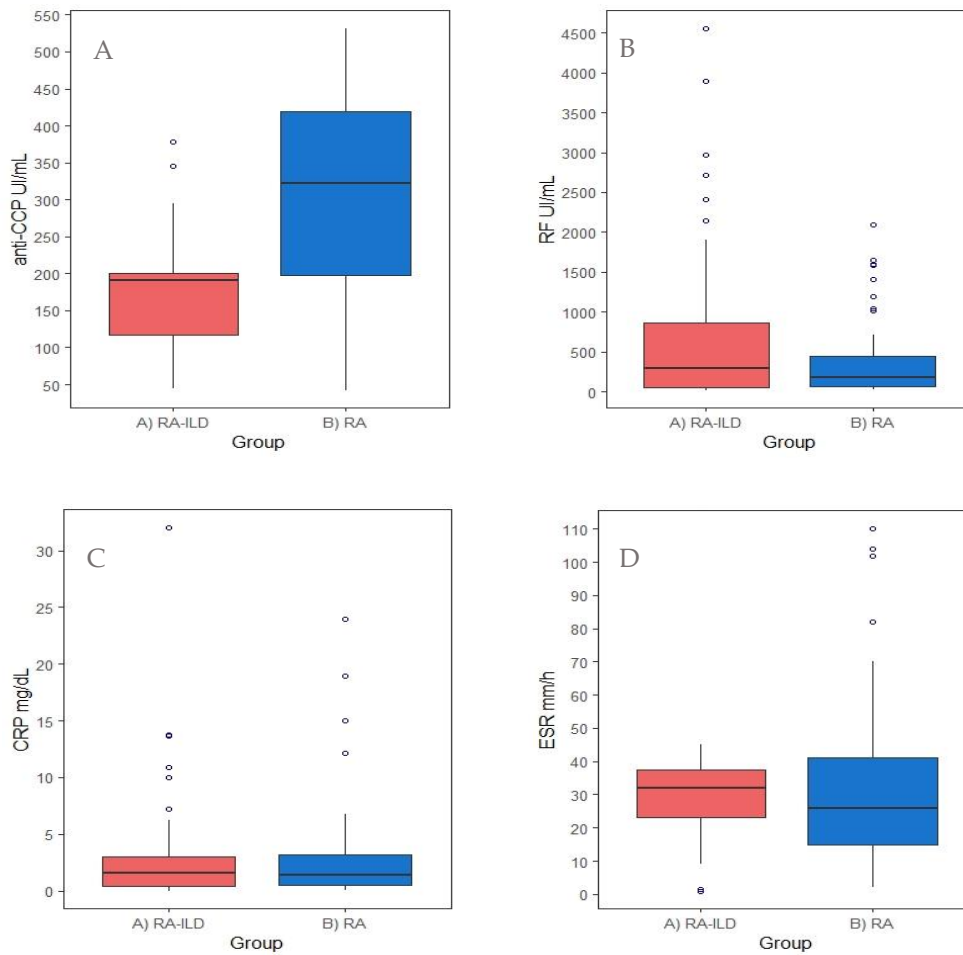 A
anti-CCP UI/mL
550
500
450
400
350
300
250
200
150
100
50
A) RA-ILD B) RA
Group
B
RF UI/mL
4500
4000
3500
3000
2500
2000
1500
1000
500
0
A) RA-ILD B) RA
Group
C
CRP mg/dL
30
25
20
15
10
5
0
A) RA-ILD B) RA
Group
D
ESR mm/h
110
100
90
80
70
60
50
40
30
20
10
0
A) RA-ILD B) RA
Group